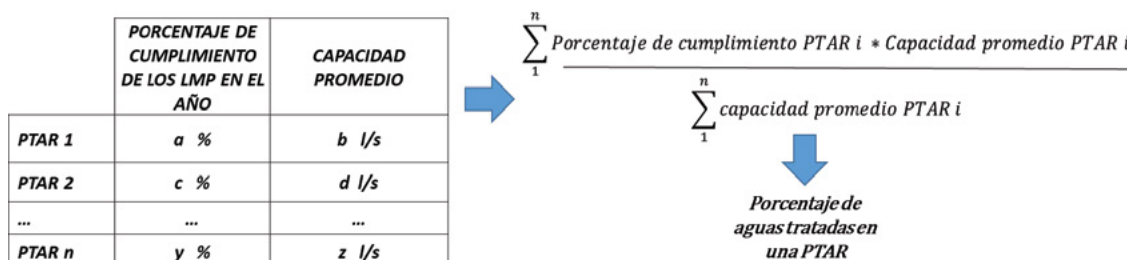 PORCENTAJE DE
CUMPLIMIENTO
DE LOS LMP EN EL
AÑO
CAPACIDAD
PROMEDIO
PTAR 1 a % b l/s
PTAR 2 c % d l/s
... ... ...
PTAR n y % z l/s
n
∑ Porcentaje de cumplimiento PTAR i * Capacidad promedio PTAR i
1
n
∑ capacidad promedio PTAR i
1
Porcentaje de
aguas tratadas en
una PTAR